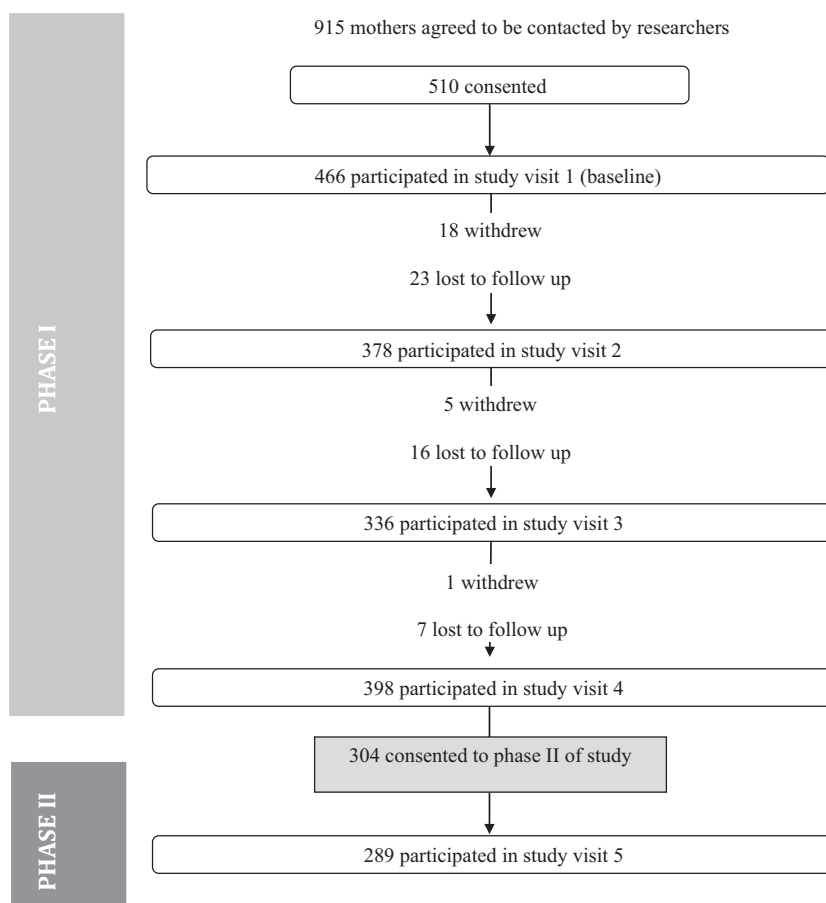 915 mothers agreed to be contacted by researchers
510 consented
466 participated in study visit 1 (baseline)
18 withdrew
23 lost to follow up
378 participated in study visit 2
5 withdrew
16 lost to follow up
336 participated in study visit 3
1 withdrew
7 lost to follow up
398 participated in study visit 4
PHASE I
304 consented to phase II of study
289 participated in study visit 5
PHASE II